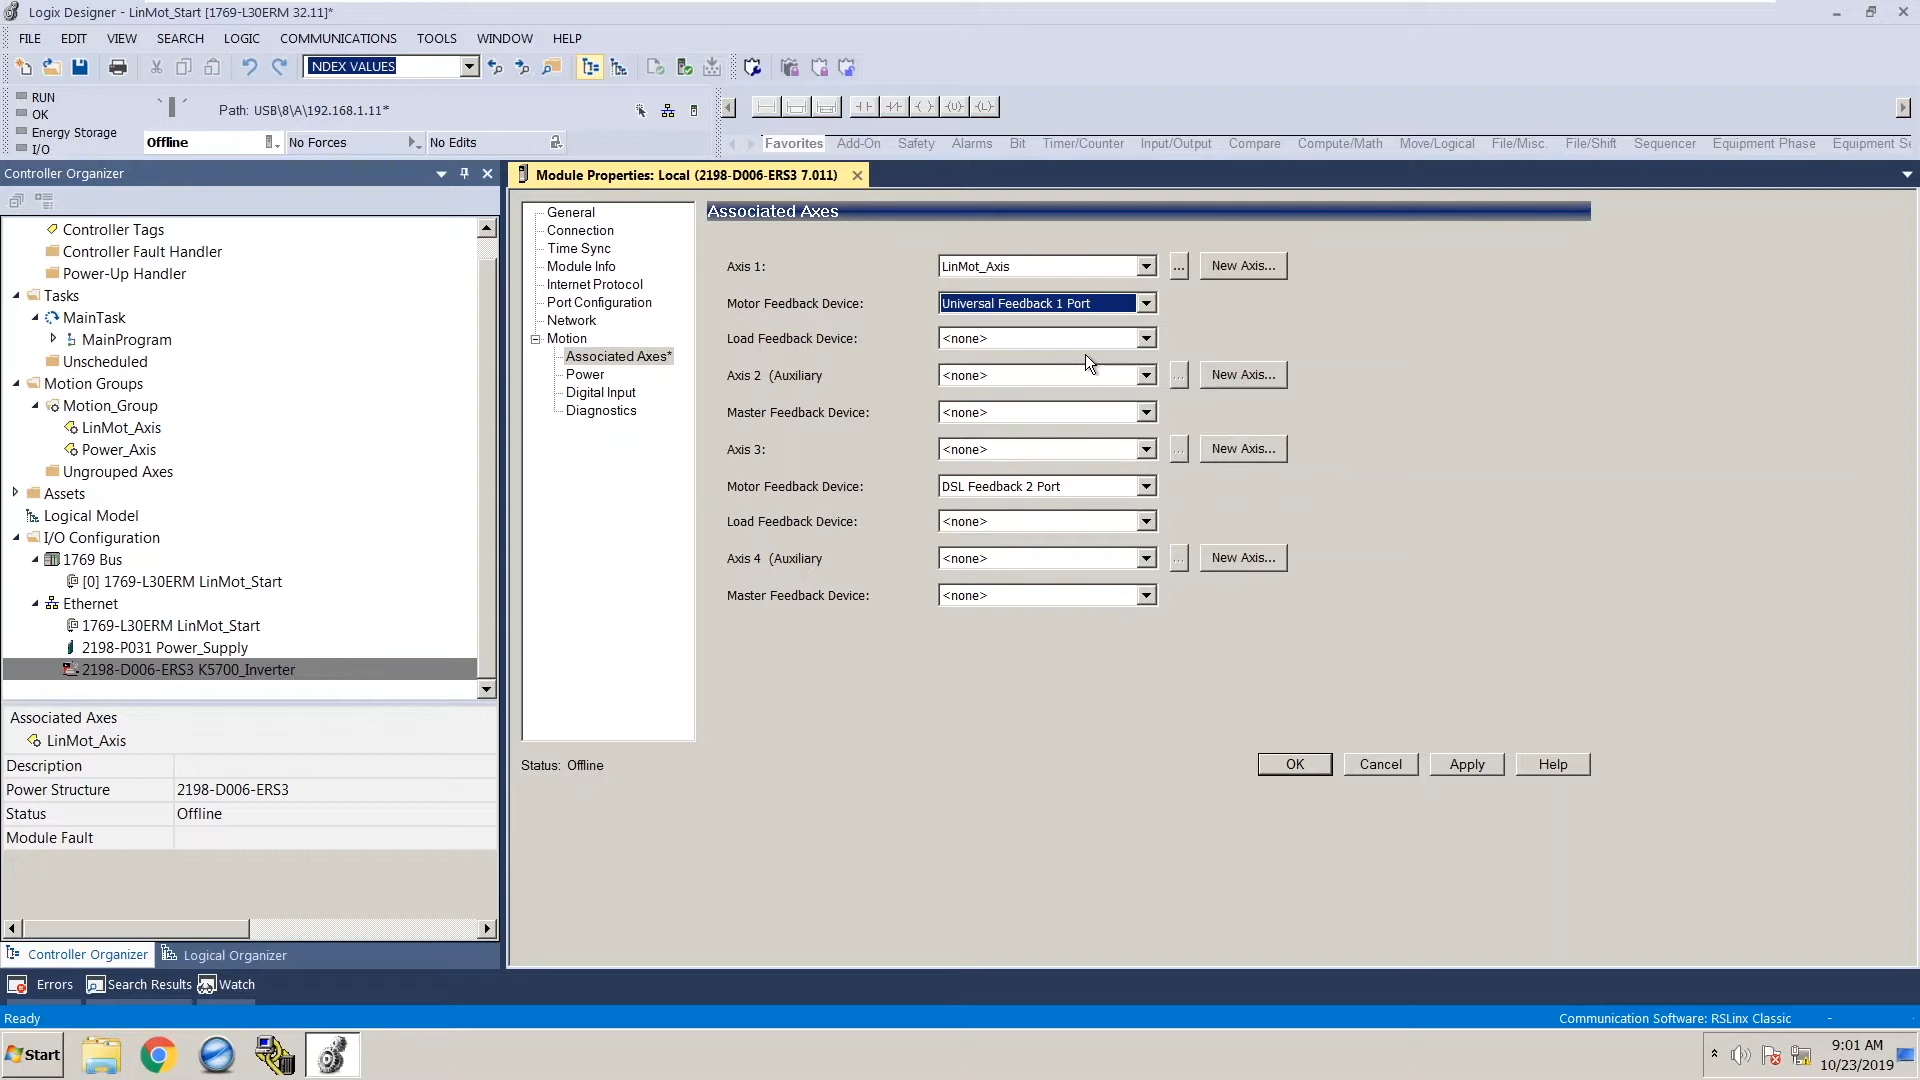 Logix Designer - LinMot_Start [1769-L30ERM 32.11]*
FILE EDIT VIEW SEARCH LOGIC COMMUNICATIONS TOOLS WINDOW HELP
NDEX VALUES
RUN
OK
Energy Storage
I/O
Path: USB\8\A\192.168.1.11*
Offline
No Forces
No Edits
Favorites Add-On Safety Alarms Bit Timer/Counter Input/Output Compare Compute/Math Move/Logical File/Misc. File/Shift Sequencer Equipment Phase Equipment Se
Controller Organizer
Controller Tags
Controller Fault Handler
Power-Up Handler
Tasks
MainTask
MainProgram
Unscheduled
Motion Groups
Motion_Group
LinMot_Axis
Power_Axis
Ungrouped Axes
Assets
Logical Model
I/O Configuration
1769 Bus
[0] 1769-L30ERM LinMot_Start
Ethernet
1769-L30ERM LinMot_Start
2198-P031 Power_Supply
2198-D006-ERS3 K5700_Inverter
Associated Axes
LinMot_Axis
Description
Power Structure 2198-D006-ERS3
Status Offline
Module Fault
Controller Organizer Logical Organizer
Module Properties: Local (2198-D006-ERS3 7.011)
General
Connection
Time Sync
Module Info
Internet Protocol
Port Configuration
Network
Motion
Associated Axes*
Power
Digital Input
Diagnostics
Associated Axes
Axis 1: LinMot_Axis ... New Axis...
Motor Feedback Device: Universal Feedback 1 Port
Load Feedback Device: <none>
Axis 2 (Auxiliary <none> ... New Axis...
Master Feedback Device: <none>
Axis 3: <none> ... New Axis...
Motor Feedback Device: DSL Feedback 2 Port
Load Feedback Device: <none>
Axis 4 (Auxiliary <none> ... New Axis...
Master Feedback Device: <none>
Status: Offline
OK Cancel Apply Help
Errors Search Results Watch
Ready
Communication Software: RSLinx Classic
Start
9:01 AM
10/23/2019